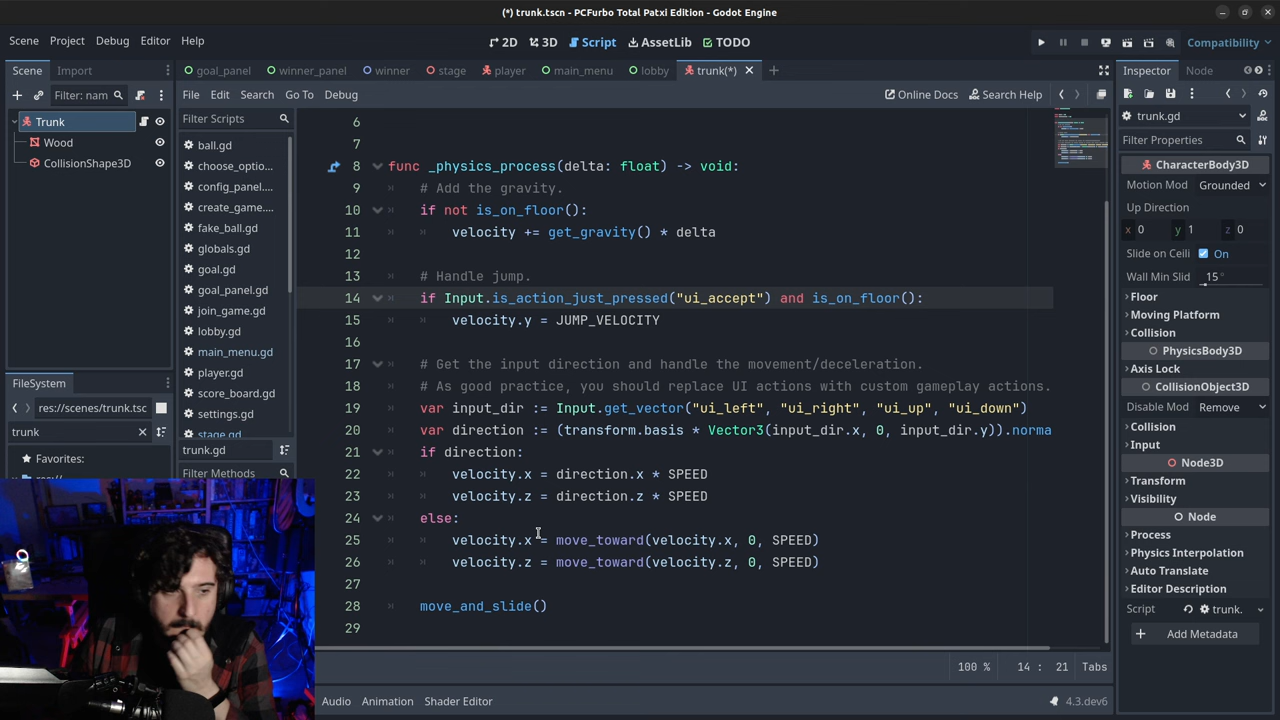 (*) trunk.tscn - PCFurbo Total Patxi Edition - Godot Engine
Scene Project Debug Editor Help
2D 3D Script AssetLib TODO
Compatibility
Scene Import
goal_panel winner_panel winner stage player main_menu lobby trunk(*)
Inspector Node
Filter: nam
File Edit Search Go To Debug
Online Docs Search Help
Trunk
Wood
CollisionShape3D
Filter Scripts
ball.gd
choose_optio...
config_panel....
create_game....
fake_ball.gd
globals.gd
goal.gd
goal_panel.gd
join_game.gd
lobby.gd
main_menu.gd
player.gd
score_board.gd
settings.gd
stage.gd
trunk.gd
Filter Methods
FileSystem
res://scenes/trunk.tsc
trunk
Favorites:
6
7
8 func _physics_process(delta: float) -> void:
9 # Add the gravity.
10 if not is_on_floor():
11 velocity += get_gravity() * delta
12
13 # Handle jump.
14 if Input.is_action_just_pressed("ui_accept") and is_on_floor():
15 velocity.y = JUMP_VELOCITY
16
17 # Get the input direction and handle the movement/deceleration.
18 # As good practice, you should replace UI actions with custom gameplay actions.
19 var input_dir := Input.get_vector("ui_left", "ui_right", "ui_up", "ui_down")
20 var direction := (transform.basis * Vector3(input_dir.x, 0, input_dir.y)).norma
21 if direction:
22 velocity.x = direction.x * SPEED
23 velocity.z = direction.z * SPEED
24 else:
25 velocity.x = move_toward(velocity.x, 0, SPEED)
26 velocity.z = move_toward(velocity.z, 0, SPEED)
27
28 move_and_slide()
29
100 % 14 : 21 Tabs
Audio Animation Shader Editor
4.3.dev6
trunk.gd
Filter Properties
CharacterBody3D
Motion Mod Grounded
Up Direction
x 0 y 1 z 0
Slide on Ceili On
Wall Min Slid 15 °
Floor
Moving Platform
Collision
PhysicsBody3D
Axis Lock
CollisionObject3D
Disable Mod Remove
Collision
Input
Node3D
Transform
Visibility
Node
Process
Physics Interpolation
Auto Translate
Editor Description
Script trunk.
Add Metadata